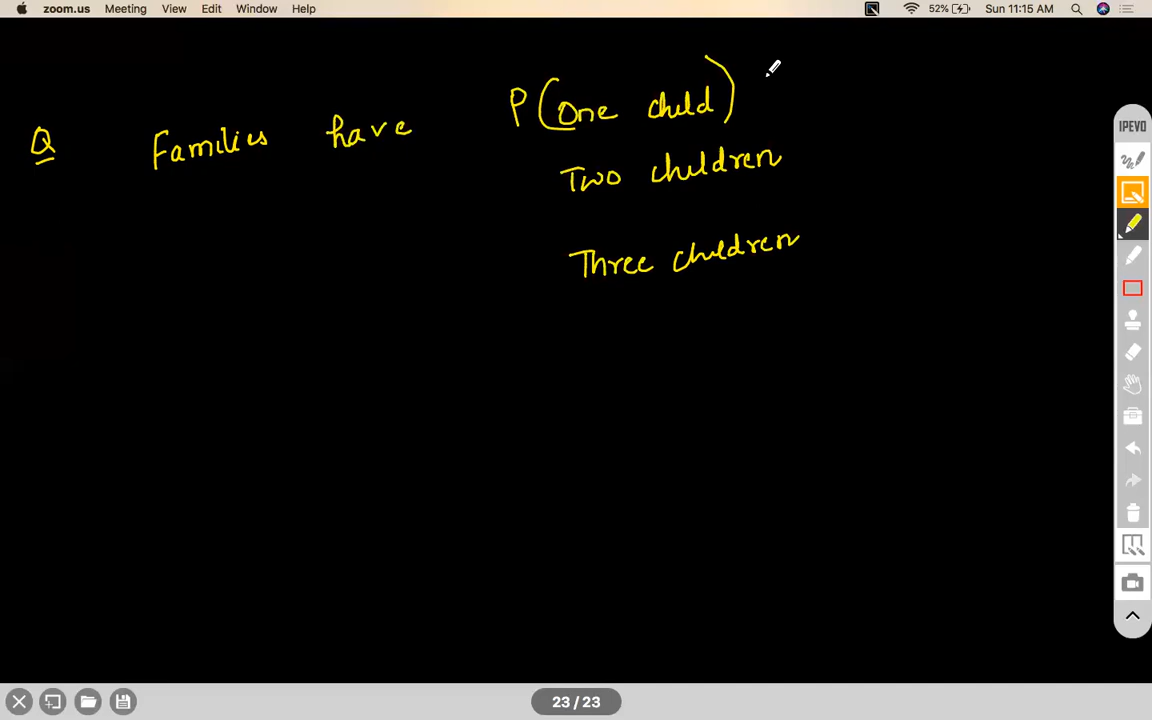 zoom.us Meeting View Edit Window Help 52% Sun 11:15 AM
P(One child)
Q Families have
Two children
Three children
IPEVO
23 / 23